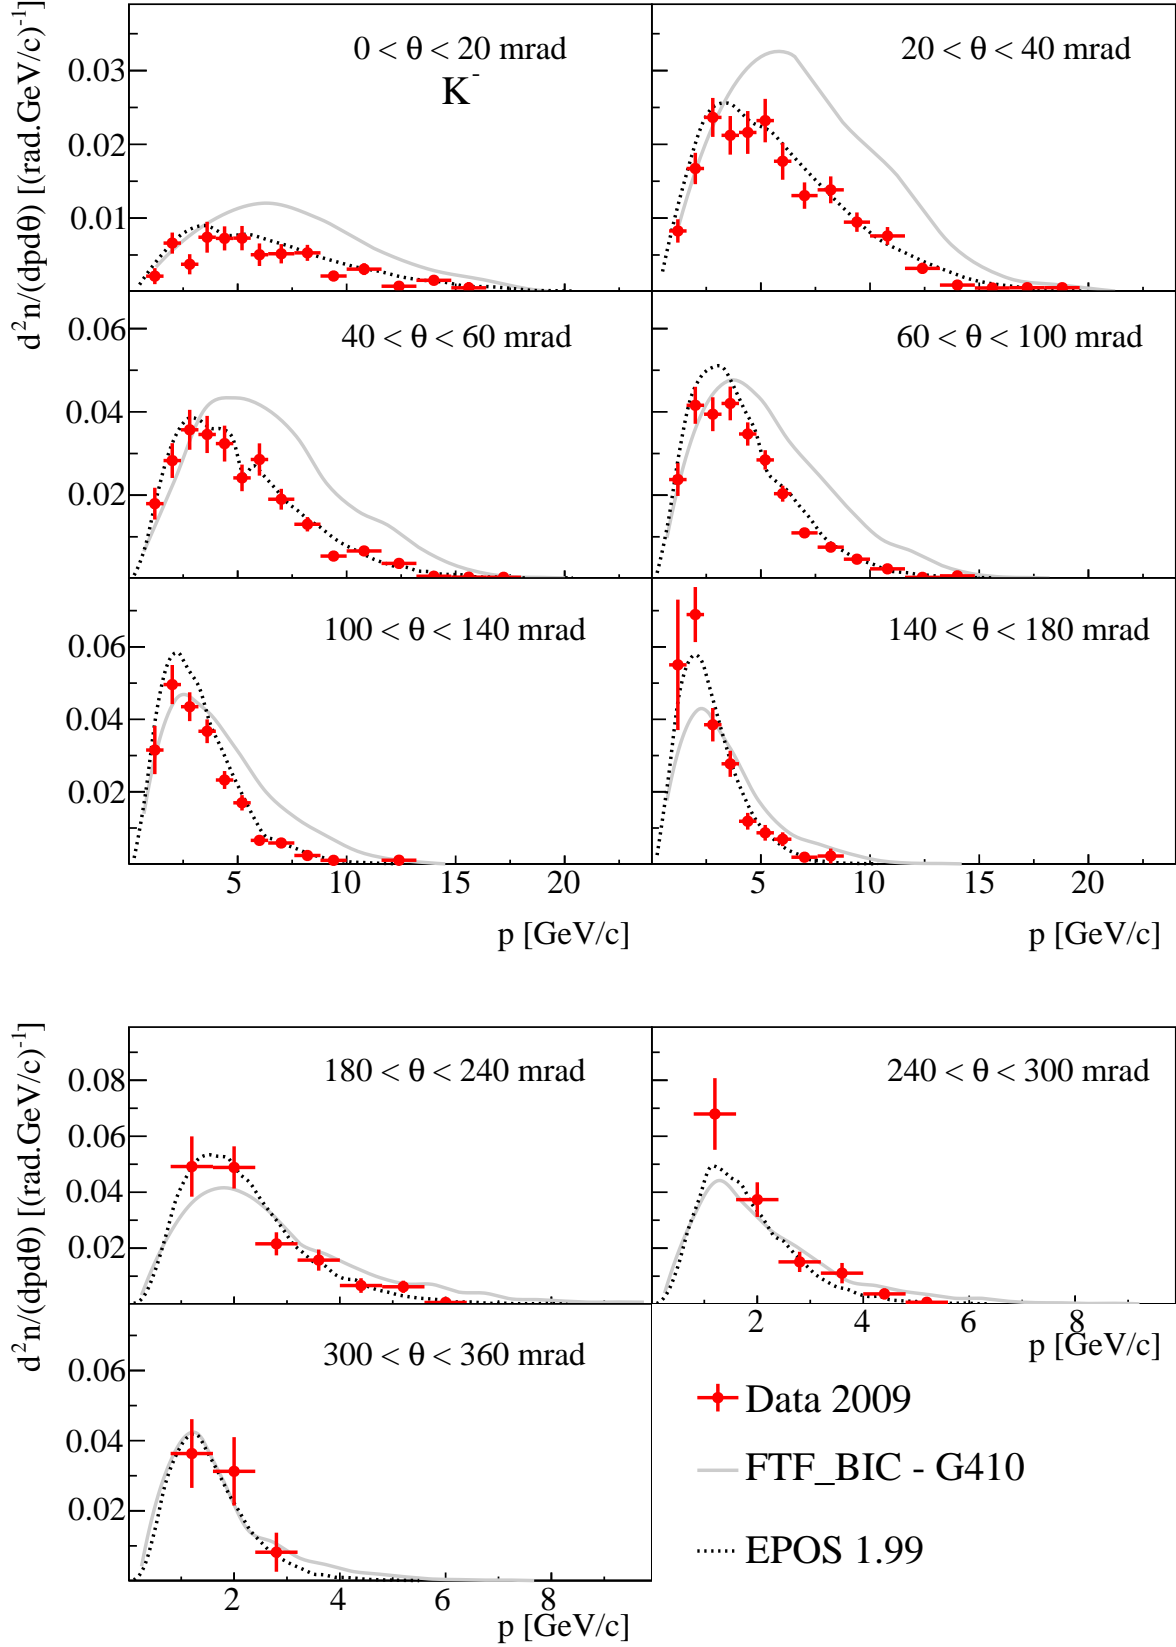 d²n/(dpdθ) [(rad.GeV/c)⁻¹]
0 < θ < 20 mrad
K⁻
20 < θ < 40 mrad
0.03
0.02
0.01
40 < θ < 60 mrad
60 < θ < 100 mrad
0.06
0.04
0.02
100 < θ < 140 mrad
140 < θ < 180 mrad
0.06
0.04
0.02
5 10 15 20
5 10 15 20
p [GeV/c]
p [GeV/c]
d²n/(dpdθ) [(rad.GeV/c)⁻¹]
180 < θ < 240 mrad
240 < θ < 300 mrad
0.08
0.06
0.04
0.02
2 4 6 8
p [GeV/c]
300 < θ < 360 mrad
0.06
0.04
0.02
2 4 6 8
p [GeV/c]
Data 2009
FTF_BIC - G410
EPOS 1.99